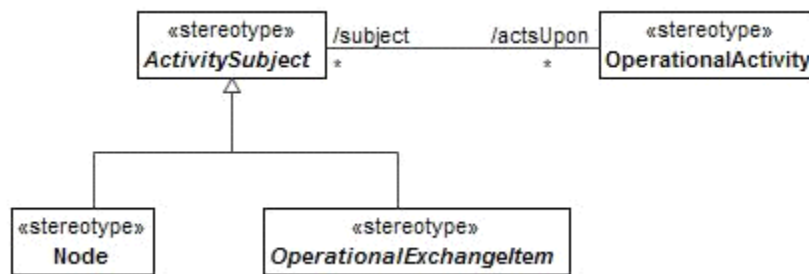 «stereotype»
ActivitySubject
/subject
/actsUpon
*
*
«stereotype»
OperationalActivity
«stereotype»
Node
«stereotype»
OperationalExchangeItem